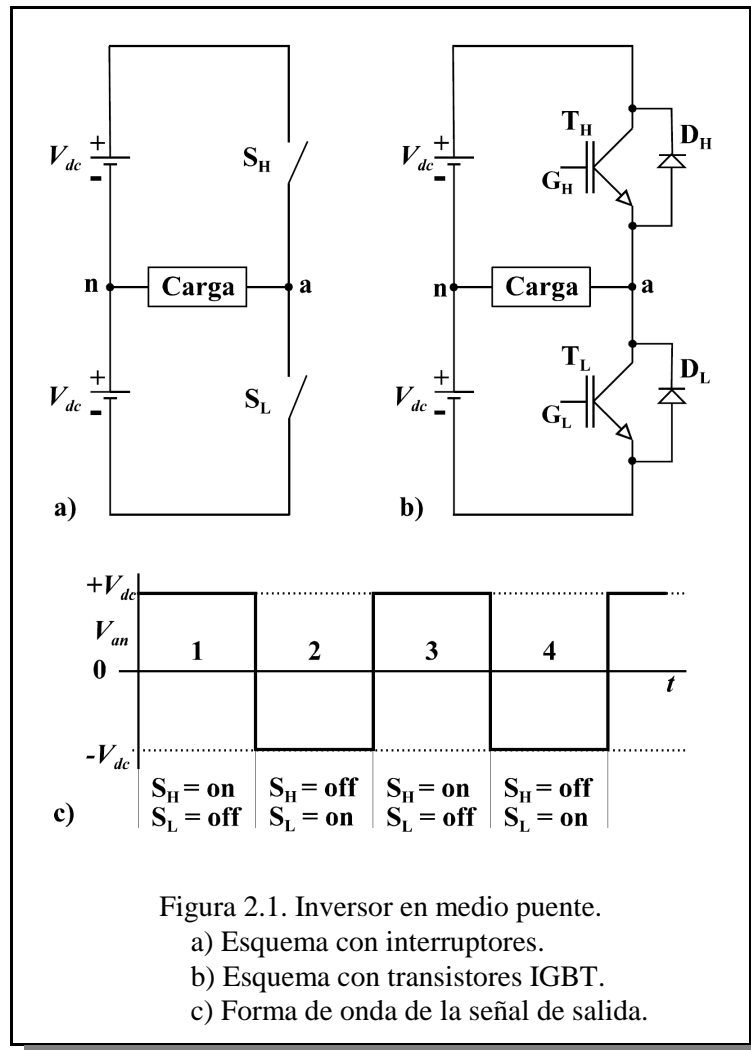 V_dc + - S_H V_dc + - T_H G_H D_H
n Carga a n Carga a
V_dc + - S_L V_dc + - T_L G_L D_L
a) b)
+V_dc
V_an 1 2 3 4
0 t
-V_dc
S_H = on S_H = off S_H = on S_H = off
c) S_L = off S_L = on S_L = off S_L = on
Figura 2.1. Inversor en medio puente.
a) Esquema con interruptores.
b) Esquema con transistores IGBT.
c) Forma de onda de la señal de salida.